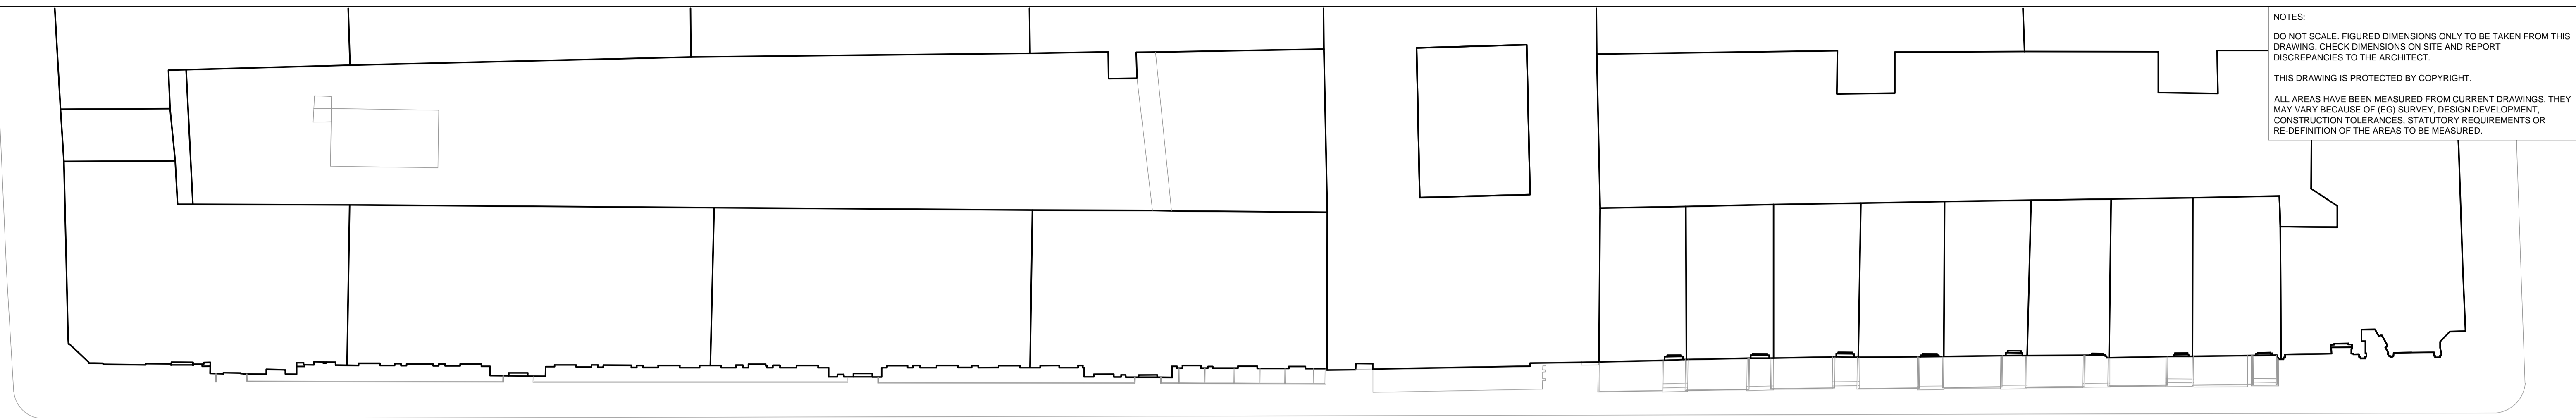 NOTES:
DO NOT SCALE. FIGURED DIMENSIONS ONLY TO BE TAKEN FROM THIS
DRAWING. CHECK DIMENSIONS ON SITE AND REPORT
DISCREPANCIES TO THE ARCHITECT.
THIS DRAWING IS PROTECTED BY COPYRIGHT.
ALL AREAS HAVE BEEN MEASURED FROM CURRENT DRAWINGS. THEY
MAY VARY BECAUSE OF (EG) SURVEY, DESIGN DEVELOPMENT,
CONSTRUCTION TOLERANCES, STATUTORY REQUIREMENTS OR
RE-DEFINITION OF THE AREAS TO BE MEASURED.